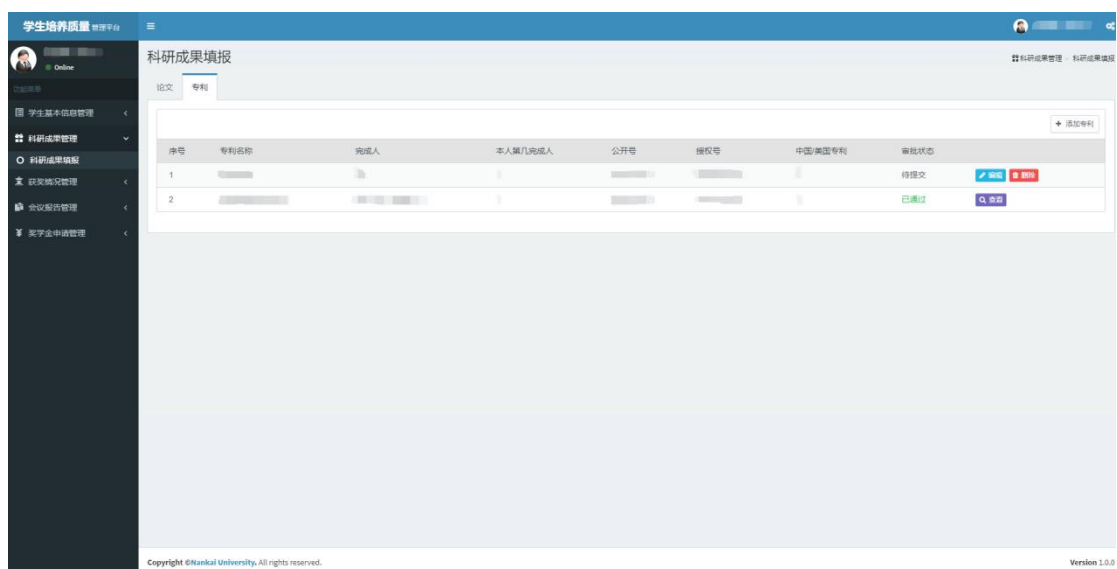 学生培养质量 管理平台
科研成果填报
科研成果管理 > 科研成果填报
Online
功能菜单
学生基本信息管理
科研成果管理
科研成果填报
获奖情况管理
会议报告管理
奖学金申请管理
论文 专利
添加专利
序号 专利名称 完成人 本人第几完成人 公开号 授权号 中国/美国专利 审批状态
1 待提交 编辑 删除
2 已通过 查看
Copyright ©Nankai University. All rights reserved. Version 1.0.0